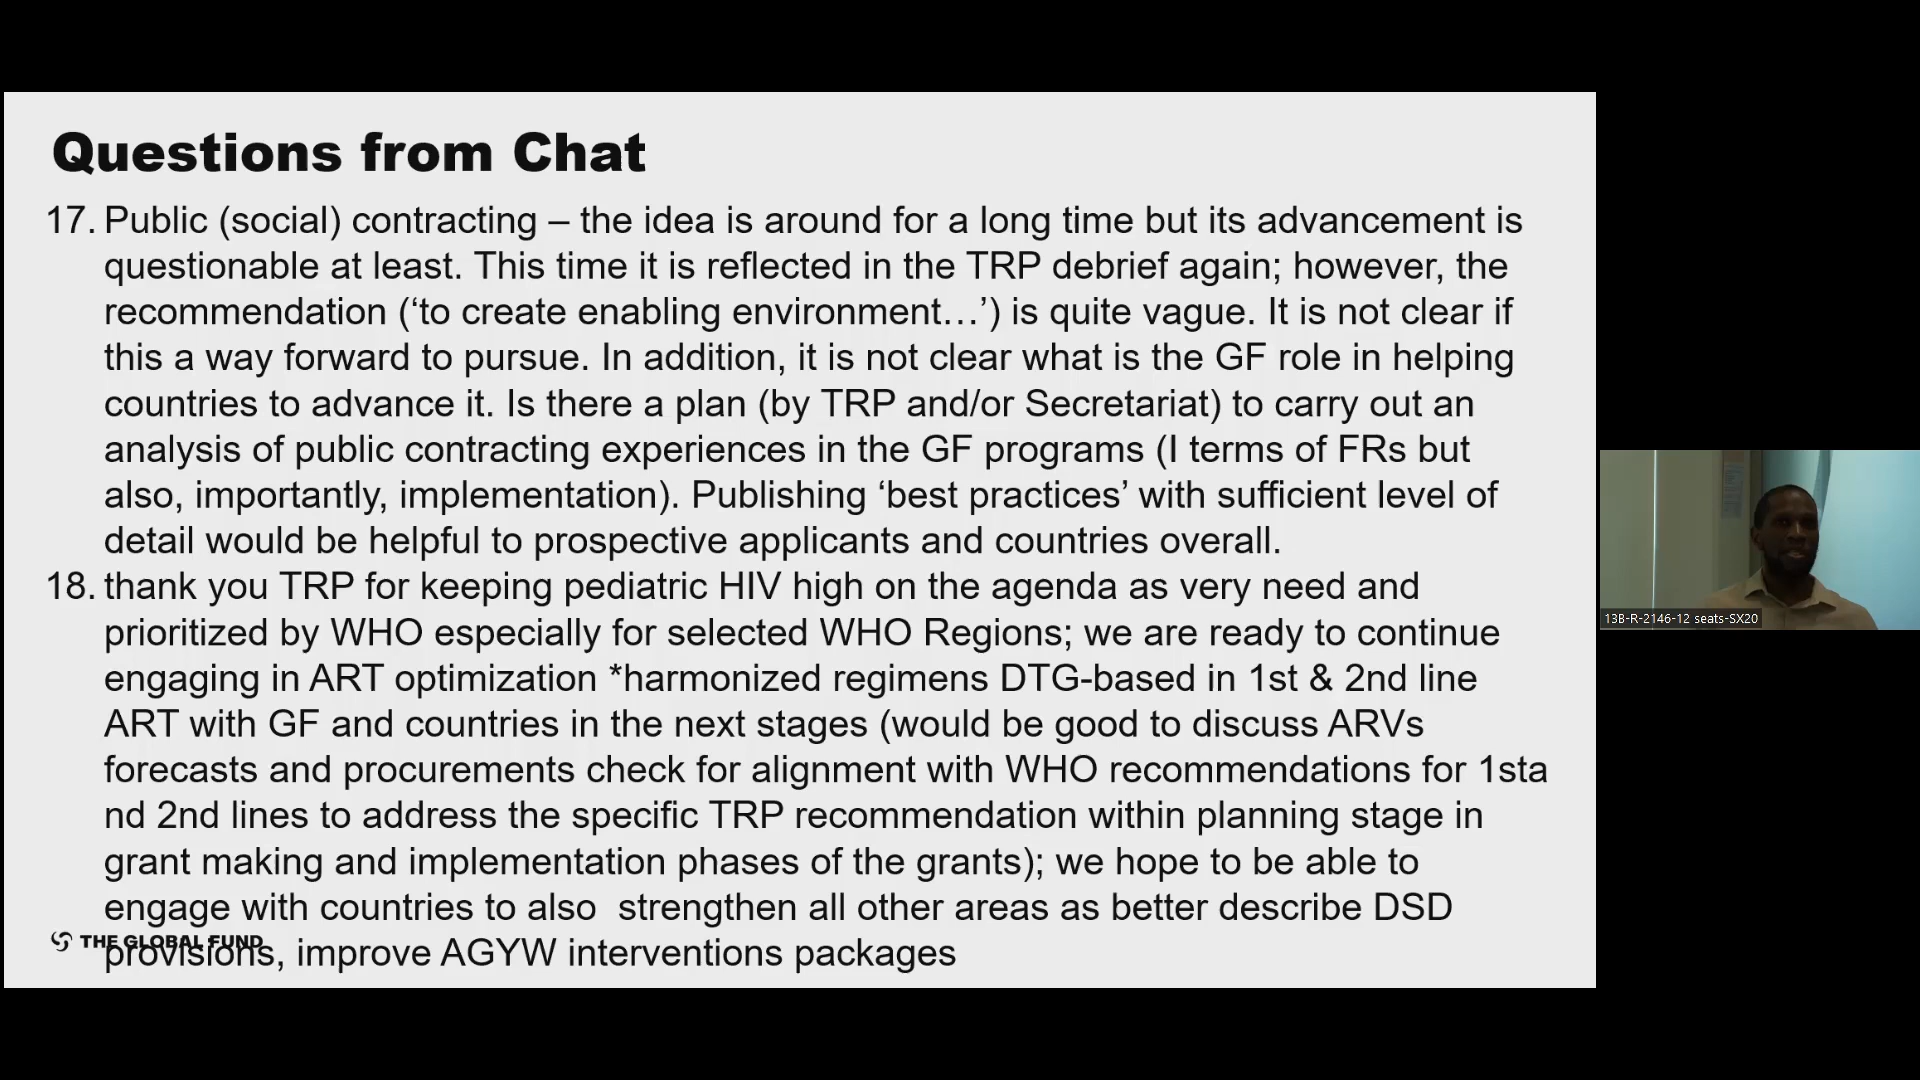 Questions from Chat
17. Public (social) contracting – the idea is around for a long time but its advancement is
questionable at least. This time it is reflected in the TRP debrief again; however, the
recommendation (‘to create enabling environment…’) is quite vague. It is not clear if
this a way forward to pursue. In addition, it is not clear what is the GF role in helping
countries to advance it. Is there a plan (by TRP and/or Secretariat) to carry out an
analysis of public contracting experiences in the GF programs (I terms of FRs but
also, importantly, implementation). Publishing ‘best practices’ with sufficient level of
detail would be helpful to prospective applicants and countries overall.
18. thank you TRP for keeping pediatric HIV high on the agenda as very need and
prioritized by WHO especially for selected WHO Regions; we are ready to continue
engaging in ART optimization *harmonized regimens DTG-based in 1st & 2nd line
ART with GF and countries in the next stages (would be good to discuss ARVs
forecasts and procurements check for alignment with WHO recommendations for 1sta
nd 2nd lines to address the specific TRP recommendation within planning stage in
grant making and implementation phases of the grants); we hope to be able to
engage with countries to also  strengthen all other areas as better describe DSD
provisions, improve AGYW interventions packages
THE GLOBAL FUND
13B-R-2146-12 seats-SX20